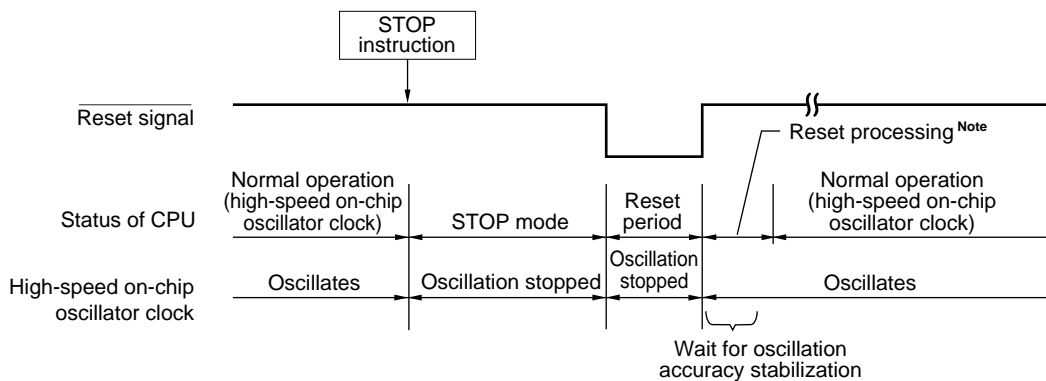 STOP
instruction
Reset signal
Reset processing Note
Status of CPU
Normal operation
(high-speed on-chip
oscillator clock)
STOP mode
Reset
period
Normal operation
(high-speed on-chip
oscillator clock)
High-speed on-chip
oscillator clock
Oscillates
Oscillation stopped
Oscillation
stopped
Oscillates
Wait for oscillation
accuracy stabilization